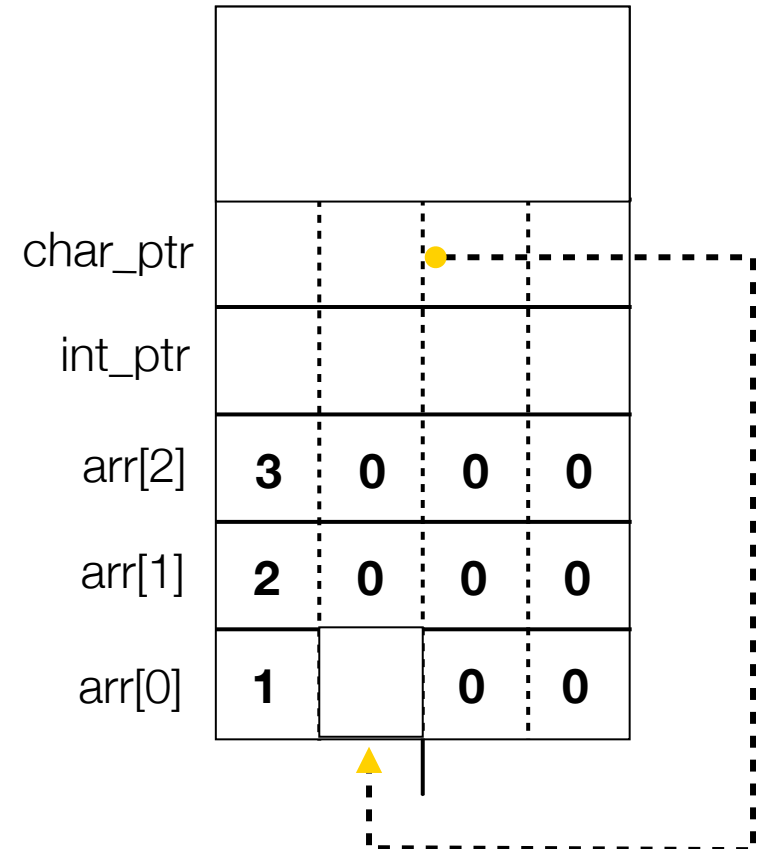 char_ptr
int_ptr
arr[2] 3 0 0 0
arr[1] 2 0 0 0
arr[0] 1 0 0